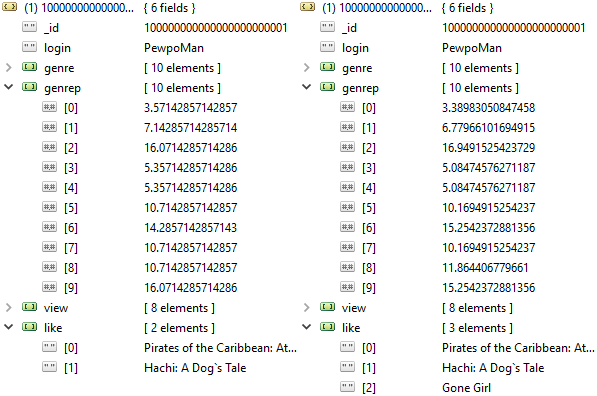 (1) 10000000000000... { 6 fields }
_id 100000000000000000000001
login PewpoMan
genre [ 10 elements ]
genrep [ 10 elements ]
[0] 3.57142857142857
[1] 7.14285714285714
[2] 16.0714285714286
[3] 5.35714285714286
[4] 5.35714285714286
[5] 10.7142857142857
[6] 14.2857142857143
[7] 10.7142857142857
[8] 10.7142857142857
[9] 16.0714285714286
view [ 8 elements ]
like [ 2 elements ]
[0] Pirates of the Caribbean: At...
[1] Hachi: A Dog`s Tale
(1) 10000000000000... { 6 fields }
_id 100000000000000000000001
login PewpoMan
genre [ 10 elements ]
genrep [ 10 elements ]
[0] 3.38983050847458
[1] 6.77966101694915
[2] 16.9491525423729
[3] 5.08474576271187
[4] 5.08474576271187
[5] 10.1694915254237
[6] 15.2542372881356
[7] 10.1694915254237
[8] 11.864406779661
[9] 15.2542372881356
view [ 8 elements ]
like [ 3 elements ]
[0] Pirates of the Caribbean: At...
[1] Hachi: A Dog`s Tale
[2] Gone Girl